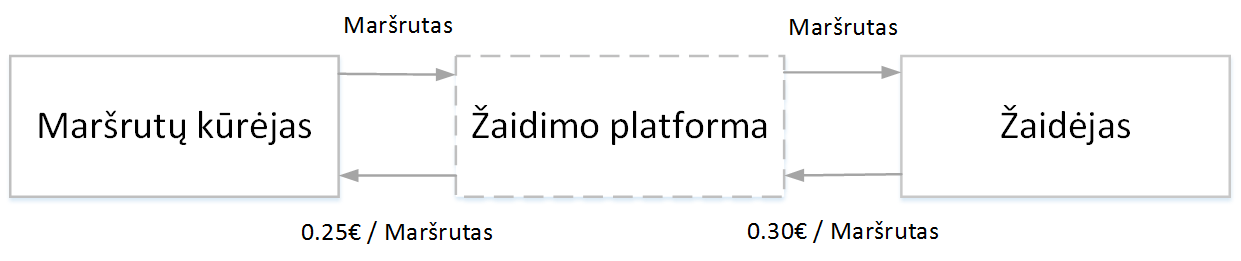 Maršrutas
Maršrutas
Maršrutų kūrėjas
Žaidimo platforma
Žaidėjas
0.25€ / Maršrutas
0.30€ / Maršrutas